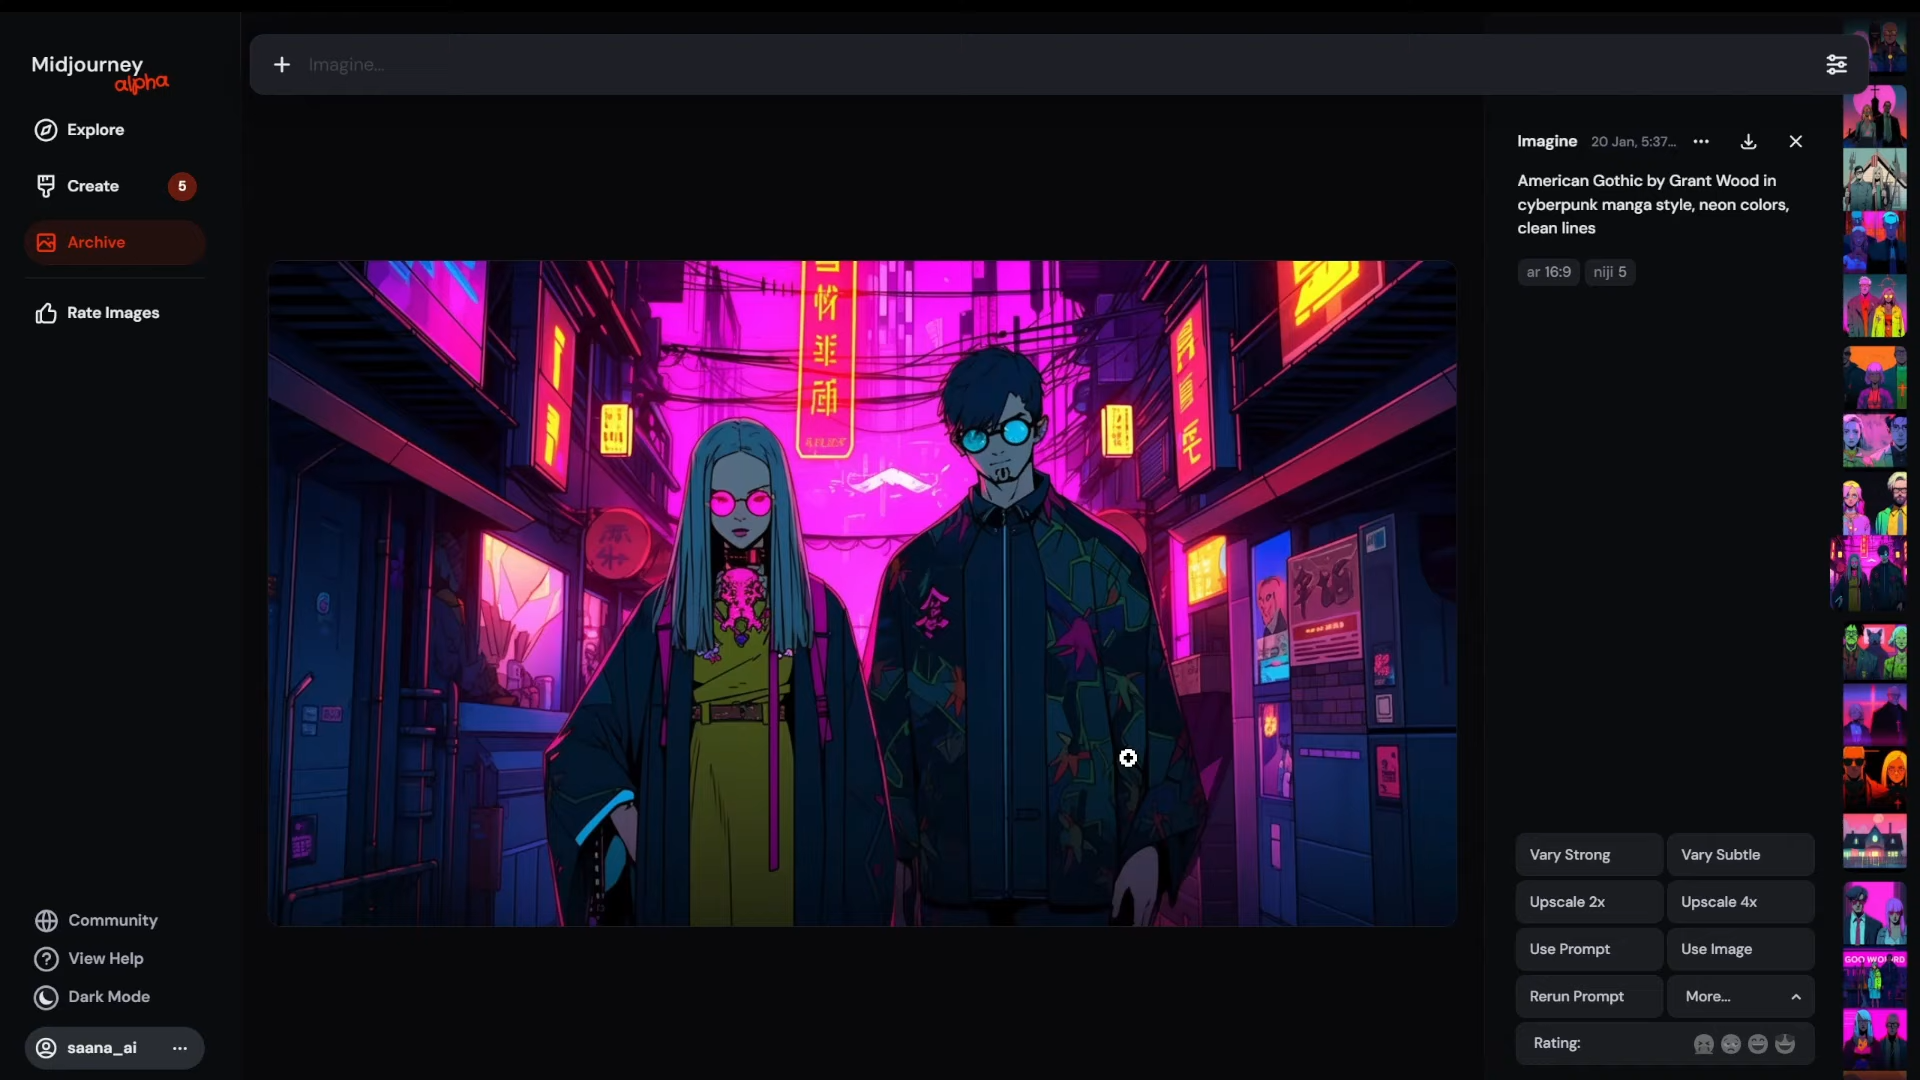 Midjourney
alpha
Imagine...
Explore
Create 5
Archive
Rate Images
Imagine 20 Jan, 5:37...
American Gothic by Grant Wood in
cyberpunk manga style, neon colors,
clean lines
ar 16:9 niji 5
Vary Strong Vary Subtle
Upscale 2x Upscale 4x
Use Prompt Use Image
Rerun Prompt More...
Rating:
Community
View Help
Dark Mode
saana_ai